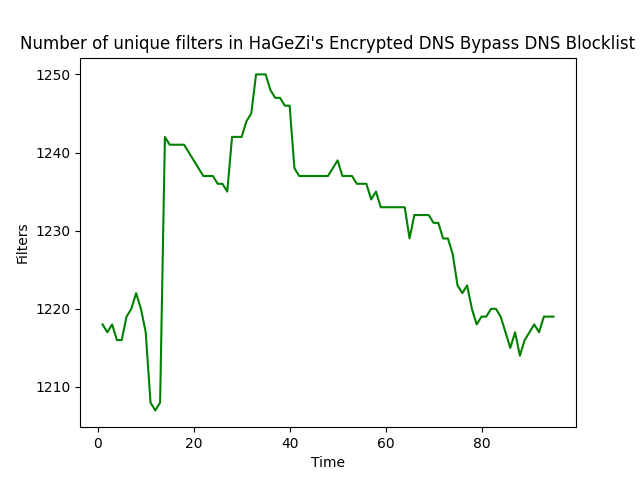 Number of unique filters in HaGeZi's Encrypted DNS Bypass DNS Blocklist
1250
1240
1230
1220
1210
Filters
0 20 40 60 80
Time